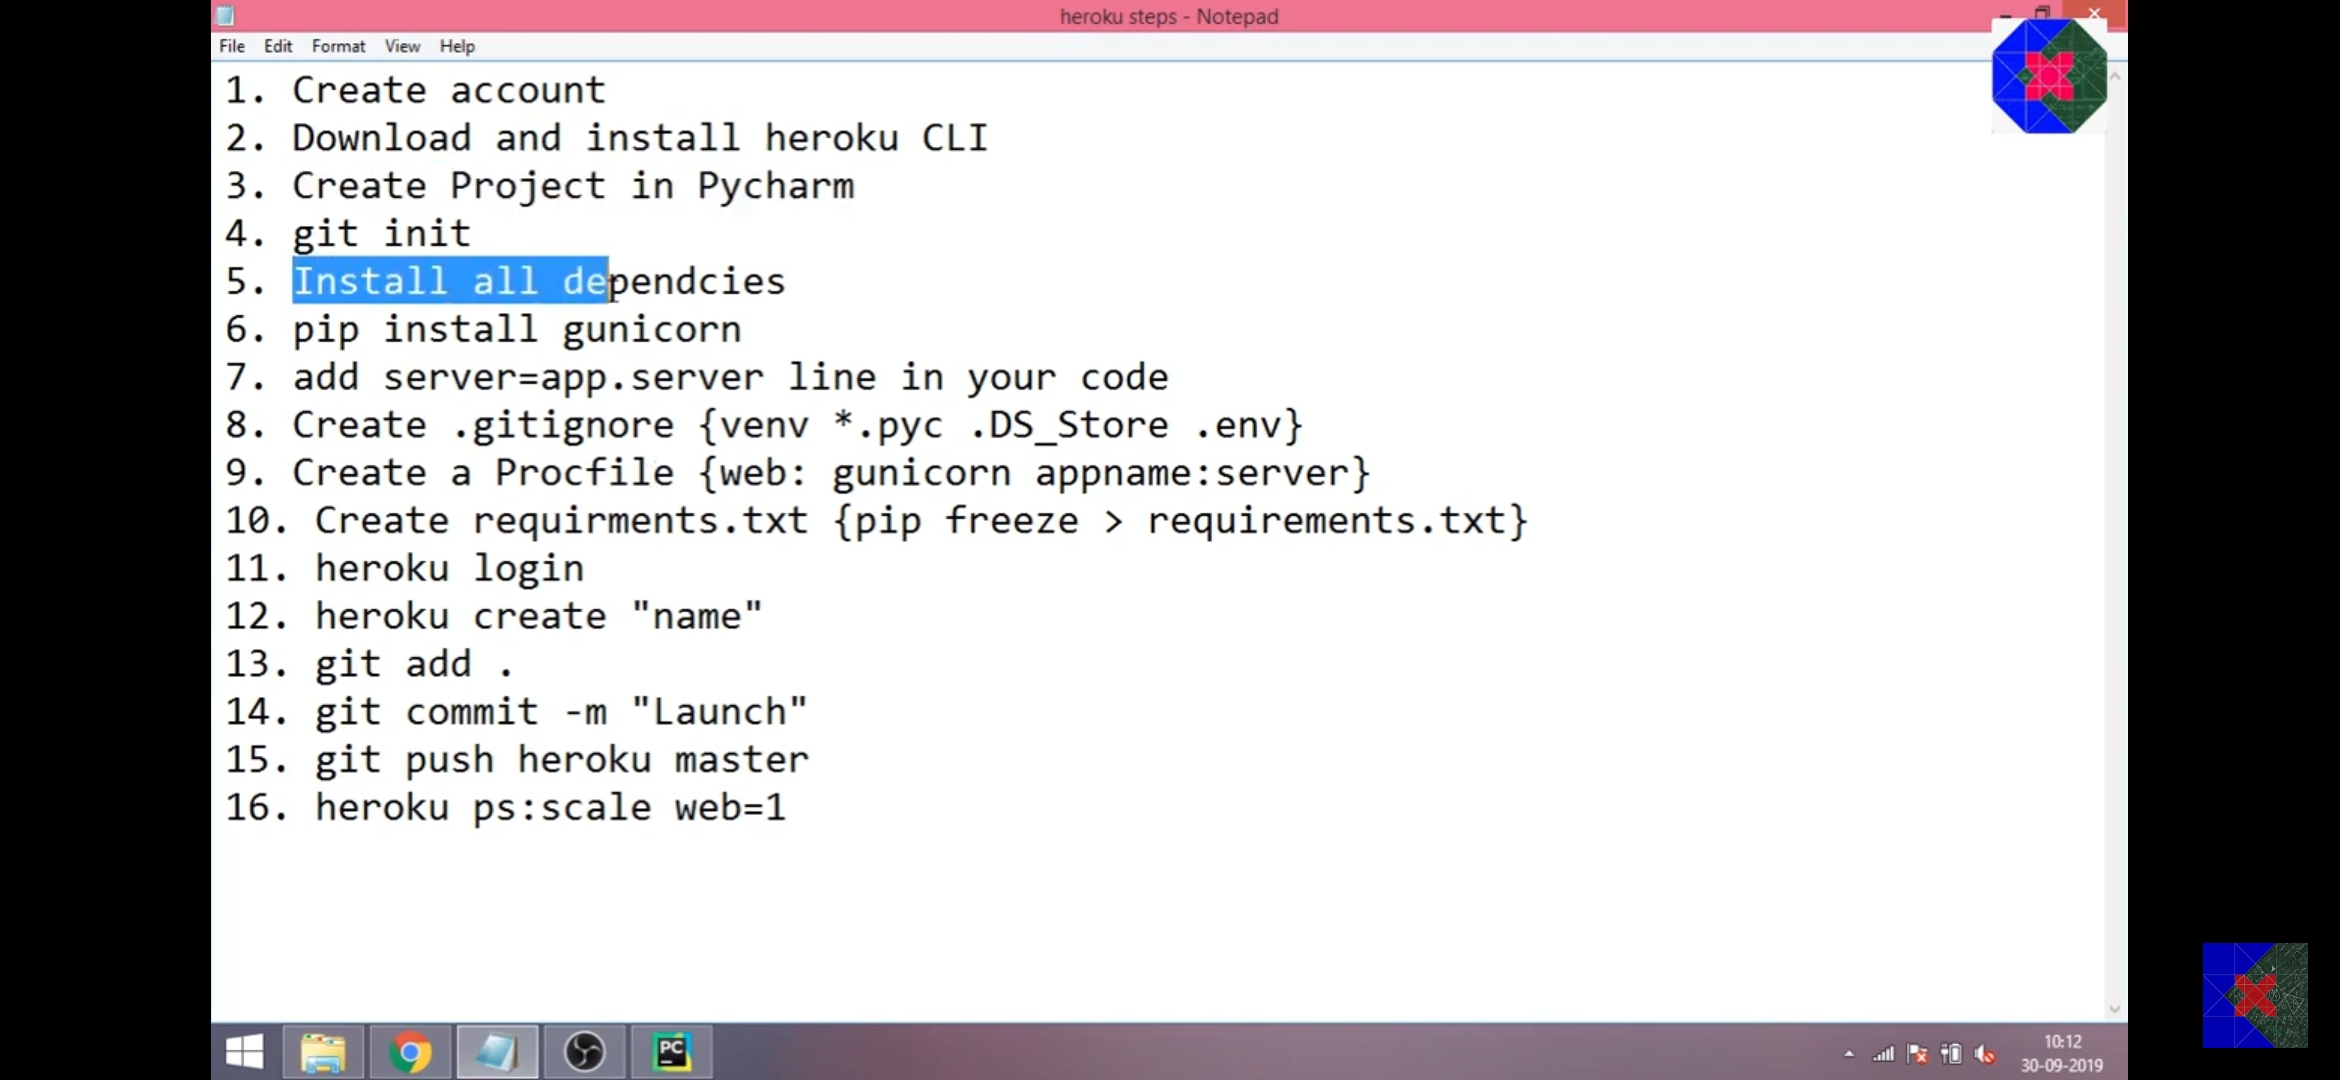 heroku steps - Notepad
File Edit Format View Help
1. Create account
2. Download and install heroku CLI
3. Create Project in Pycharm
4. git init
5. Install all dependcies
6. pip install gunicorn
7. add server=app.server line in your code
8. Create .gitignore {venv *.pyc .DS_Store .env}
9. Create a Procfile {web: gunicorn appname:server}
10. Create requirments.txt {pip freeze > requirements.txt}
11. heroku login
12. heroku create "name"
13. git add .
14. git commit -m "Launch"
15. git push heroku master
16. heroku ps:scale web=1
PC
10:12
30-09-2019